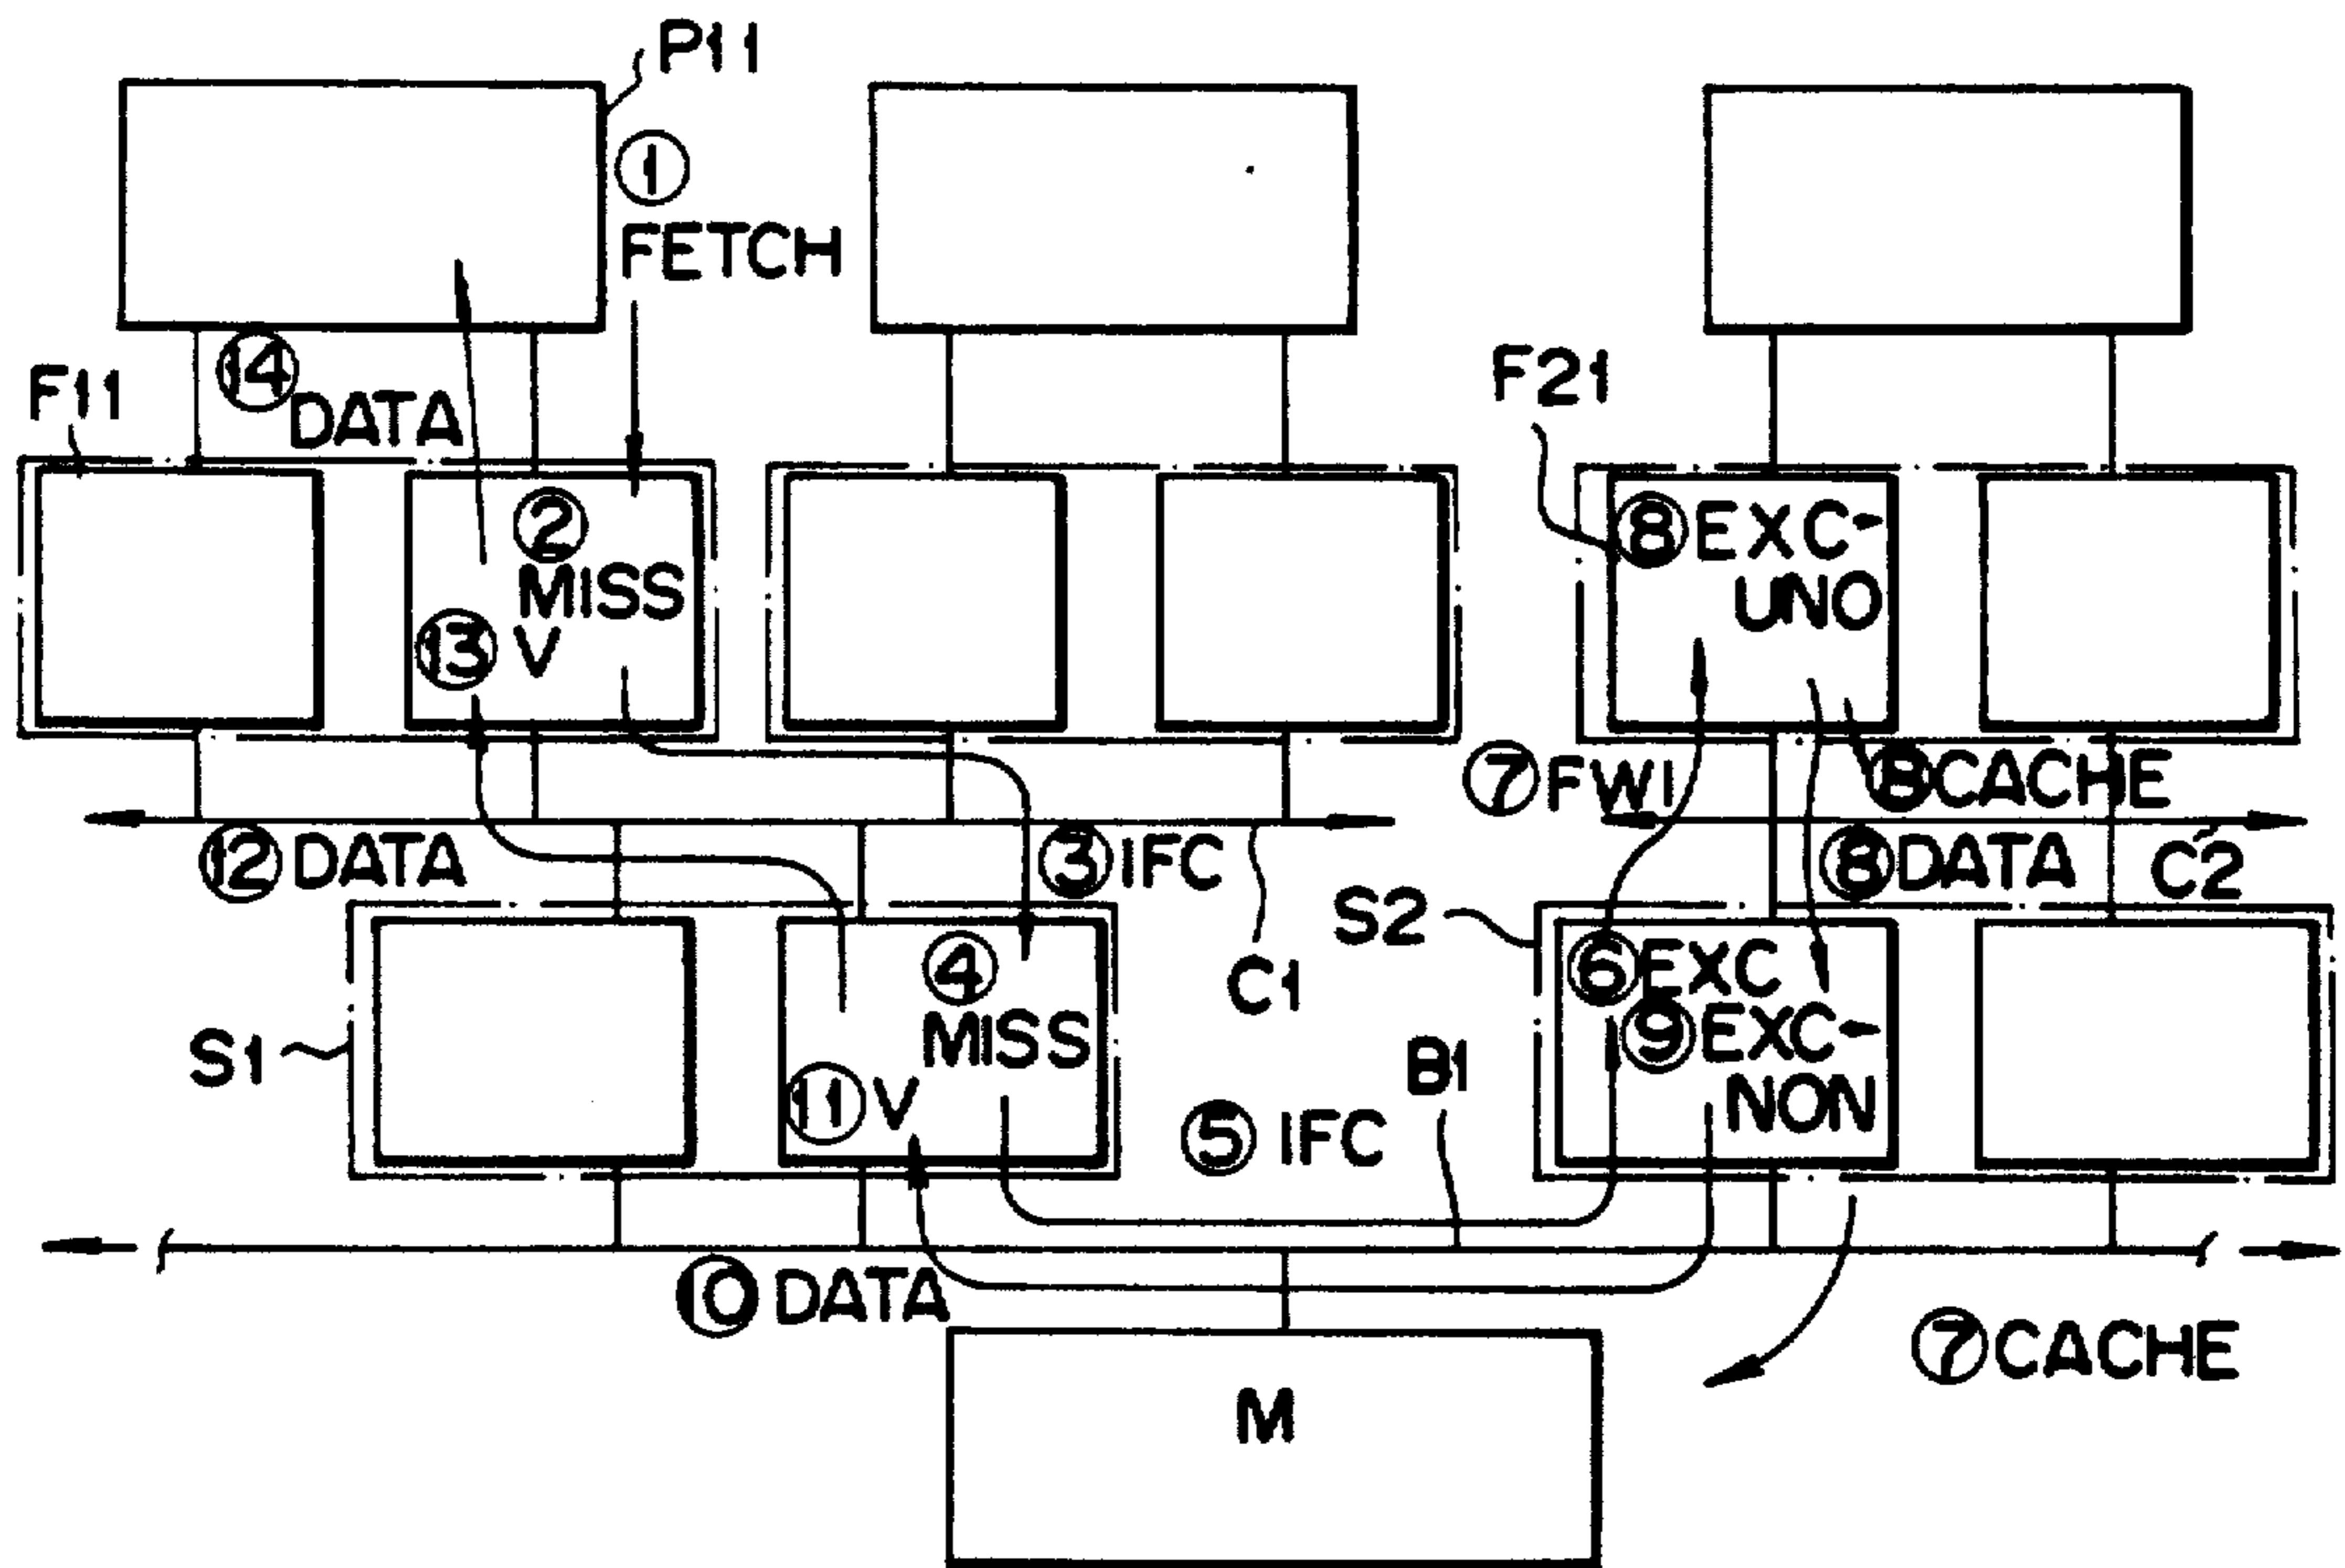 P11
① FETCH
⑭ DATA
F11
F21
② MISS
⑬ V
⑧ EXC-
UNO
⑦ FWI
⑧ CACHE
⑫ DATA
③ IFC
⑧ DATA
C2
S2
C1
④ MISS
⑪ V
S1
⑥ EXC
⑨ EXC-
NON
B1
⑤ IFC
⑩ DATA
⑦ CACHE
M